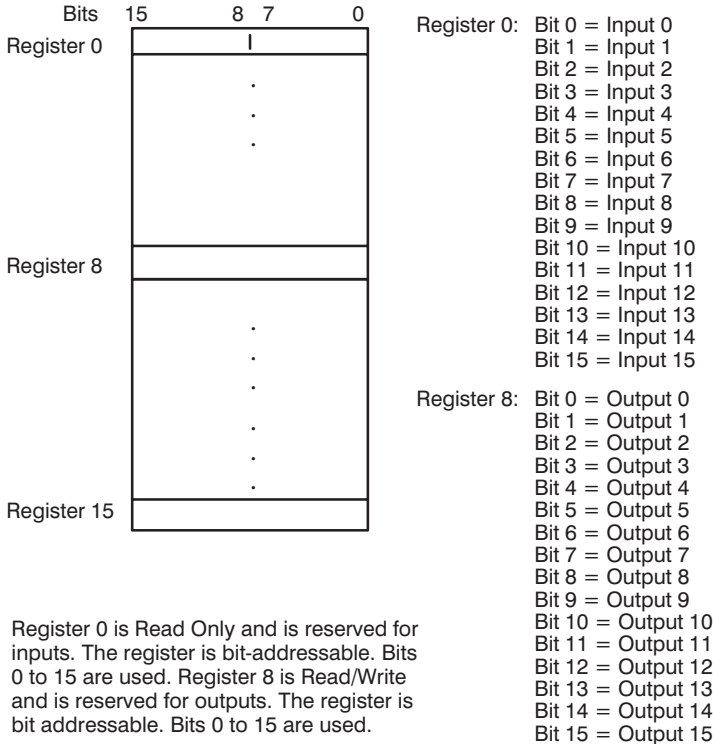 Bits 15 8 7 0
Register 0
Register 8
Register 15
Register 0 is Read Only and is reserved for
inputs. The register is bit-addressable. Bits
0 to 15 are used. Register 8 is Read/Write
and is reserved for outputs. The register is
bit addressable. Bits 0 to 15 are used.
Register 0: Bit 0 = Input 0
Bit 1 = Input 1
Bit 2 = Input 2
Bit 3 = Input 3
Bit 4 = Input 4
Bit 5 = Input 5
Bit 6 = Input 6
Bit 7 = Input 7
Bit 8 = Input 8
Bit 9 = Input 9
Bit 10 = Input 10
Bit 11 = Input 11
Bit 12 = Input 12
Bit 13 = Input 13
Bit 14 = Input 14
Bit 15 = Input 15
Register 8: Bit 0 = Output 0
Bit 1 = Output 1
Bit 2 = Output 2
Bit 3 = Output 3
Bit 4 = Output 4
Bit 5 = Output 5
Bit 6 = Output 6
Bit 7 = Output 7
Bit 8 = Output 8
Bit 9 = Output 9
Bit 10 = Output 10
Bit 11 = Output 11
Bit 12 = Output 12
Bit 13 = Output 13
Bit 14 = Output 14
Bit 15 = Output 15